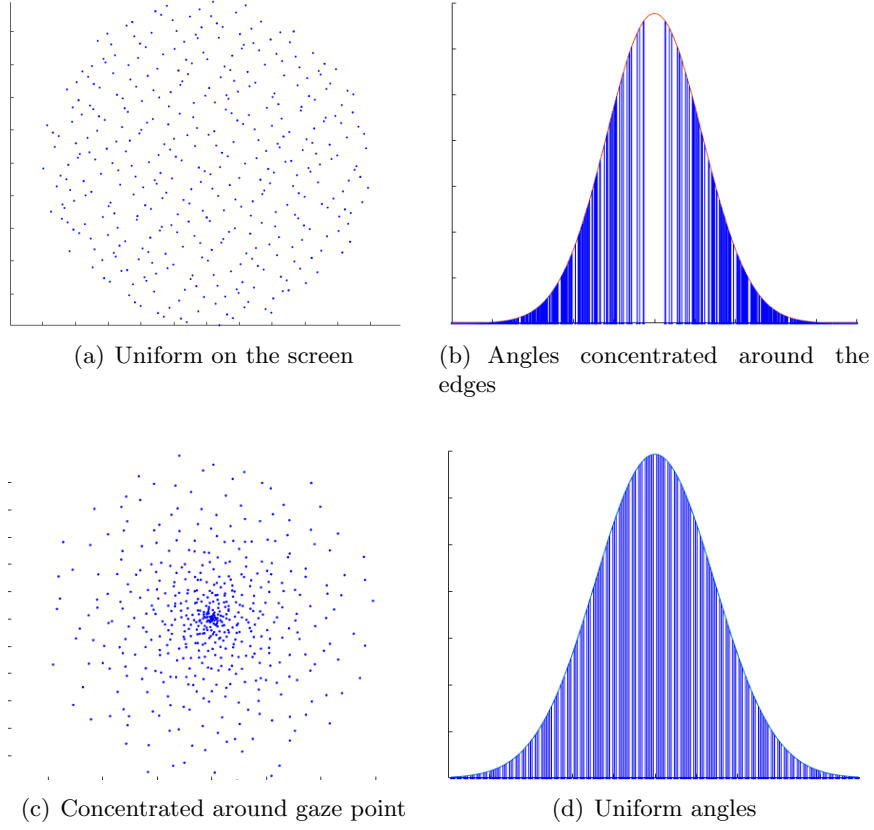 (a) Uniform on the screen
(b) Angles concentrated around the
edges
(c) Concentrated around gaze point
(d) Uniform angles